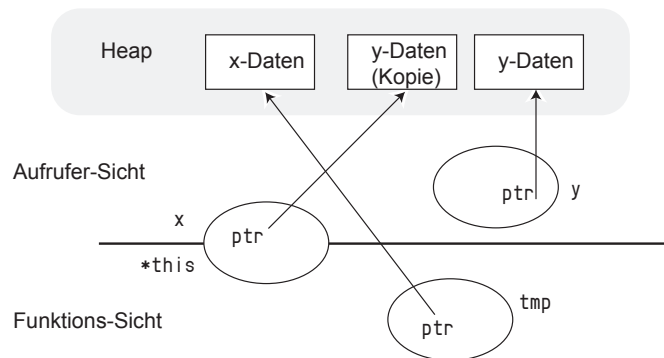 Heap
x-Daten
y-Daten
(Kopie)
y-Daten
Aufrufer-Sicht
ptr
y
x
ptr
*this
tmp
ptr
Funktions-Sicht